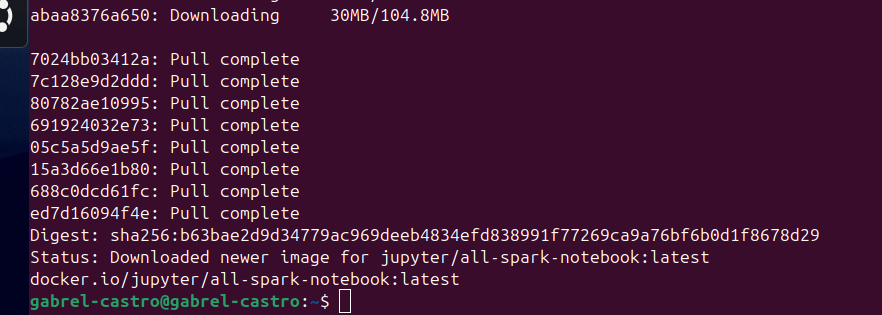 abaa8376a650: Downloading     30MB/104.8MB
7024bb03412a: Pull complete
7c128e9d2ddd: Pull complete
80782ae10995: Pull complete
691924032e73: Pull complete
05c5a5d9ae5f: Pull complete
15a3d66e1b80: Pull complete
688c0dcd61fc: Pull complete
ed7d16094f4e: Pull complete
Digest: sha256:b63bae2d9d34779ac969deeb4834efd838991f77269ca9a76bf6b0d1f8678d29
Status: Downloaded newer image for jupyter/all-spark-notebook:latest
docker.io/jupyter/all-spark-notebook:latest
gabrel-castro@gabrel-castro:~$